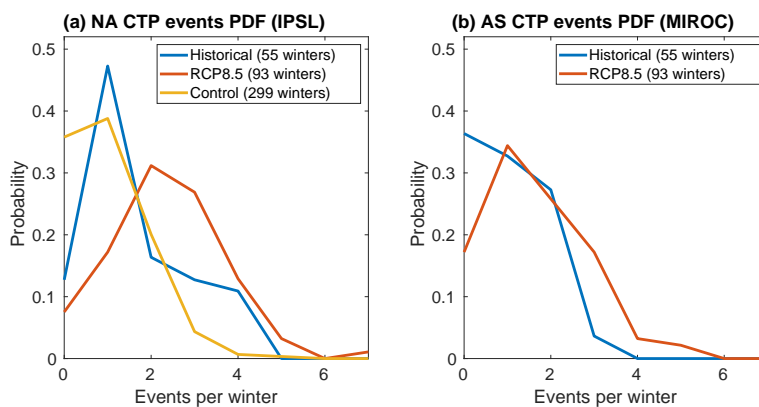 (a) NA CTP events PDF (IPSL)
0.5
0.4
0.3
0.2
0.1
0
Probability
Historical (55 winters)
RCP8.5 (93 winters)
Control (299 winters)
0 2 4 6
Events per winter
(b) AS CTP events PDF (MIROC)
0.5
0.4
0.3
0.2
0.1
0
Probability
Historical (55 winters)
RCP8.5 (93 winters)
0 2 4 6
Events per winter